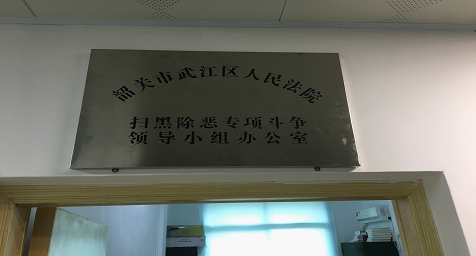 韶关市武江区人民法院
扫黑除恶专项斗争
领导小组办公室